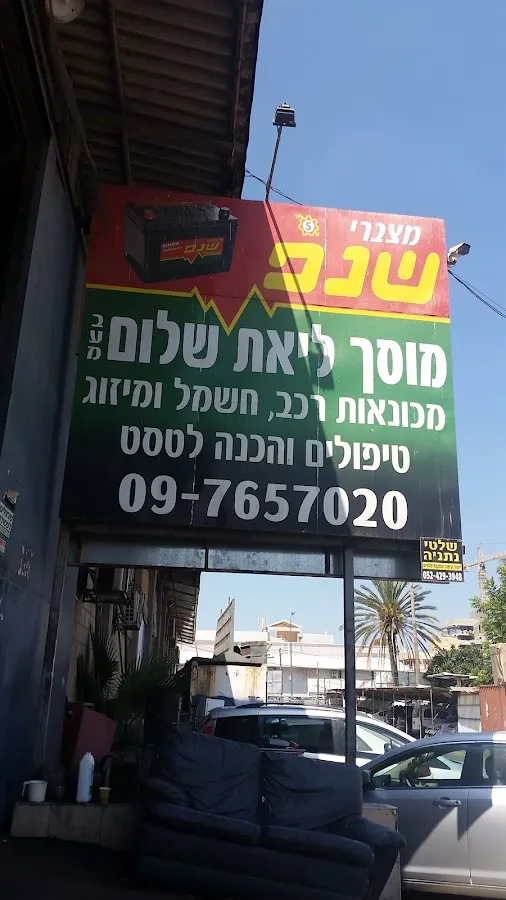 מצברי
שנפ
מוסך ליאת שלום בעמ
מכונאות רכב, חשמל ומיזוג
טיפולים והכנה לטסט
09-7657020
שלטי
נתניה
052-429-3948